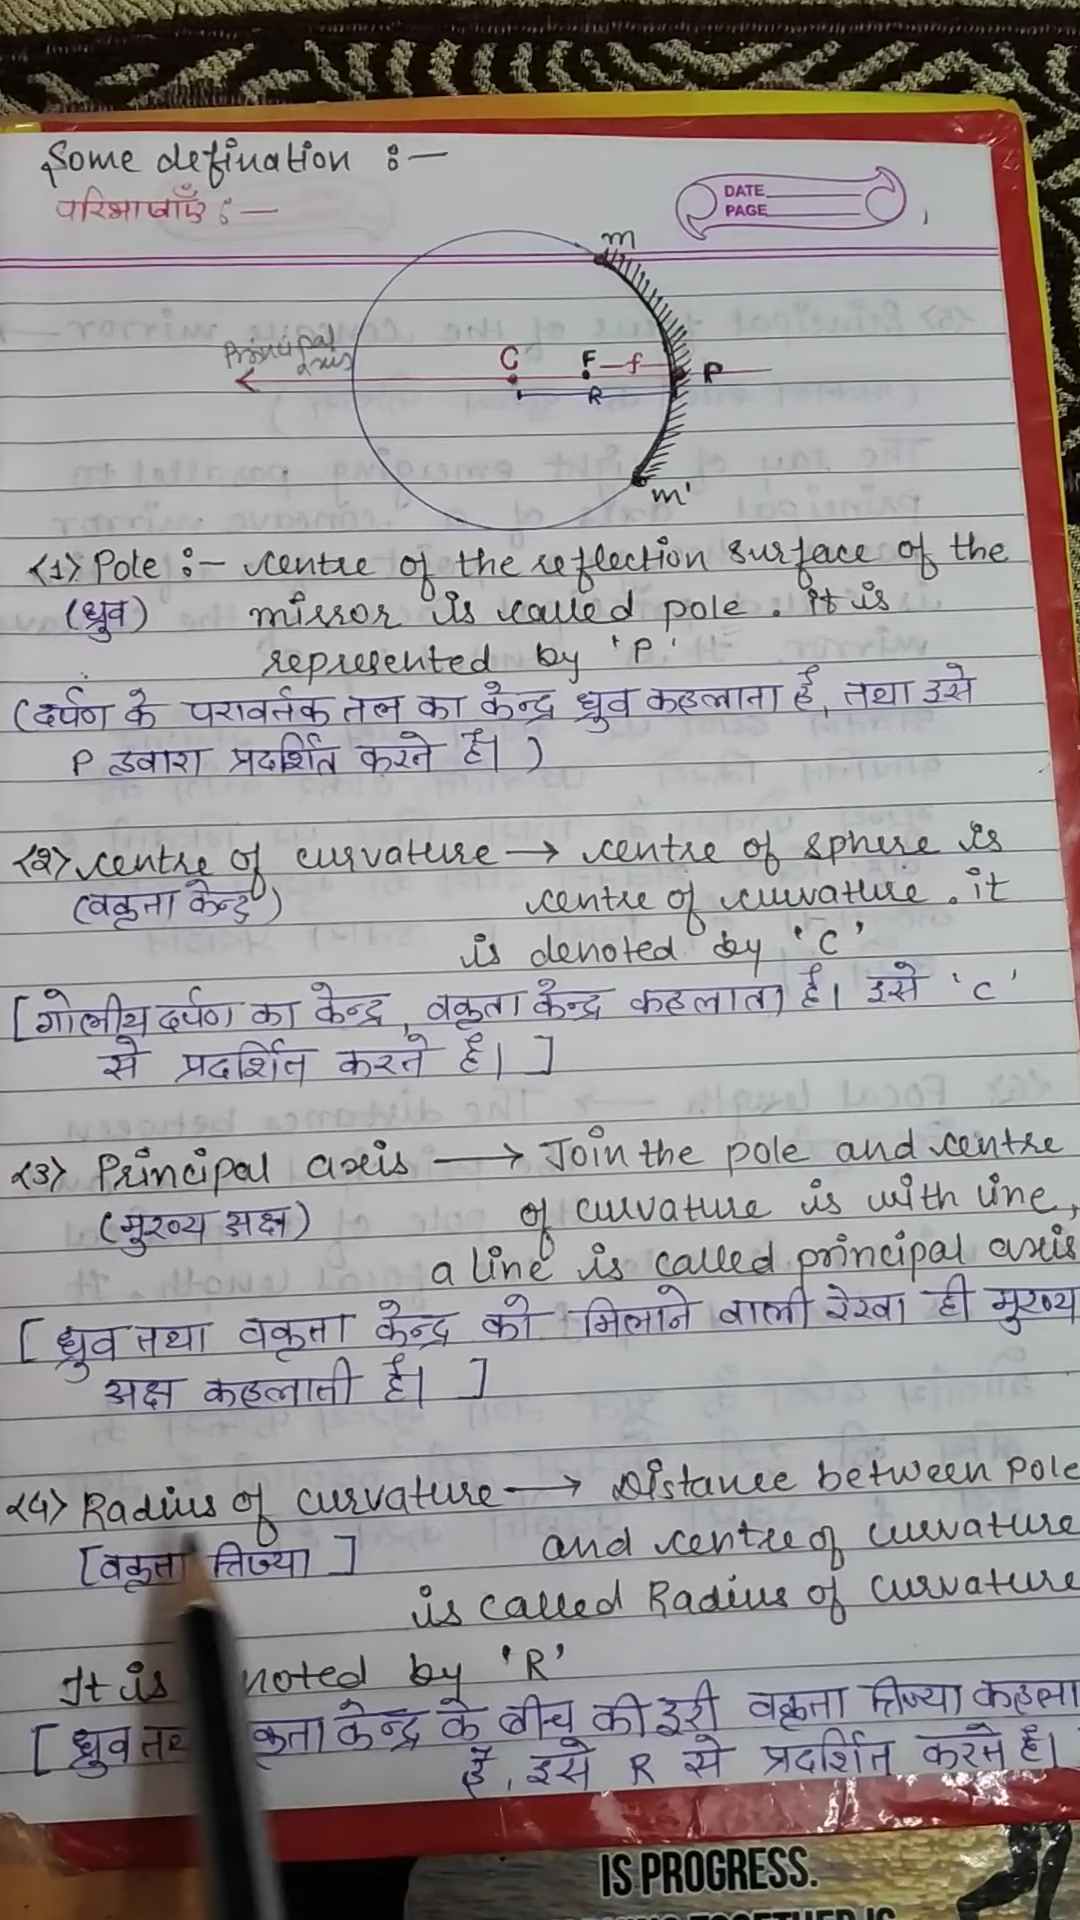 Some defination :—
परिभाषाएँ :—
DATE
PAGE
m
Principal
axis
C
F
f
P
R
m'
<1> Pole :— centre of the reflection surface of the
(ध्रुव) mirror is called pole. it is
represented by 'P'
(दर्पण के परावर्तक तल का केन्द्र ध्रुव कहलाता है, तथा उसे
P द्वारा प्रदर्शित करते है। )
<2> centre of curvature → centre of sphere is
(वक्रता केन्द्र) centre of curvature. it
is denoted by 'C'
[गोलीय दर्पण का केन्द्र, वक्रता केन्द्र कहलाता है। इसे 'C'
से प्रदर्शित करते है। ]
<3> Principal axis → Join the pole and centre
(मुख्य अक्ष) of curvature is with line,
a line is called principal axis
[ ध्रुव तथा वक्रता केन्द्र को मिलाने वाली रेखा ही मुख्य
अक्ष कहलाती है। ]
<4> Radius of curvature → Distance between pole
[वक्रता त्रिज्या ] and centre of curvature
is called Radius of curvature
It is noted by 'R'
[ ध्रुव केन्द्र के बीच की दूरी वक्रता त्रिज्या कहला
है, इसे R से प्रदर्शित करते है।
IS PROGRESS.